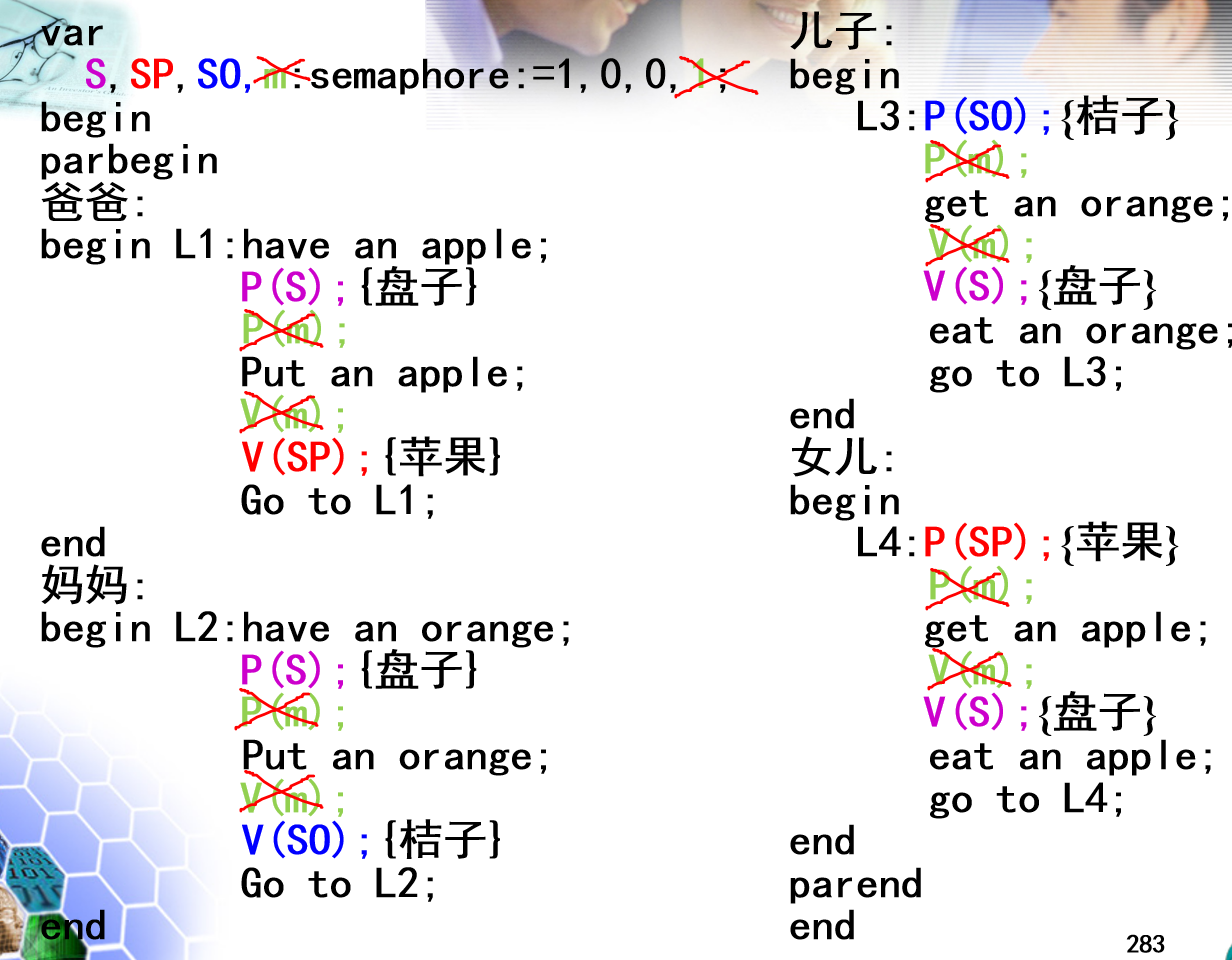 var
S,SP,SO,m:semaphore:=1,0,0,1;
begin
parbegin
爸爸:
begin L1:have an apple;
P(S);{盘子}
P(m);
Put an apple;
V(m);
V(SP);{苹果}
Go to L1;
end
妈妈:
begin L2:have an orange;
P(S);{盘子}
P(m);
Put an orange;
V(m);
V(SO);{桔子}
Go to L2;
end
儿子:
begin
L3:P(SO);{桔子}
P(m);
get an orange;
V(m);
V(S);{盘子}
eat an orange;
go to L3;
end
女儿:
begin
L4:P(SP);{苹果}
P(m);
get an apple;
V(m);
V(S);{盘子}
eat an apple;
go to L4;
end
parend
end
283